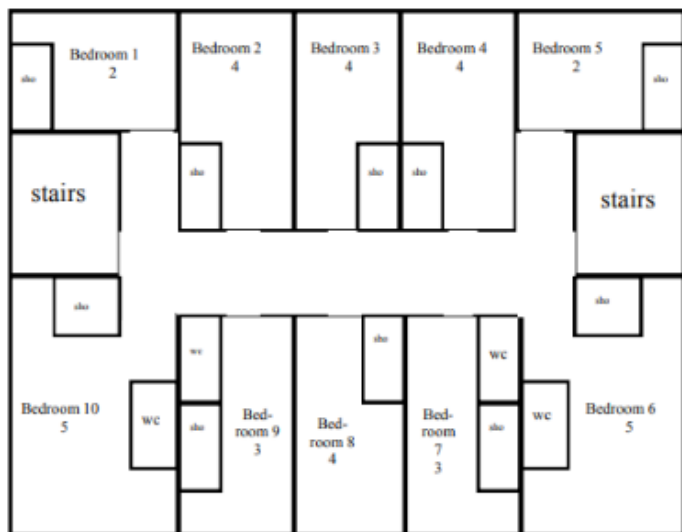 Bedroom 1
2
Bedroom 2
4
Bedroom 3
4
Bedroom 4
4
Bedroom 5
2
sho
sho
sho
sho
sho
sho
stairs
stairs
sho
sho
wc
sho
wc
Bedroom 10
5
wc
sho
Bed-
room 9
3
Bed-
room 8
4
Bed-
room
7
3
sho
wc
Bedroom 6
5